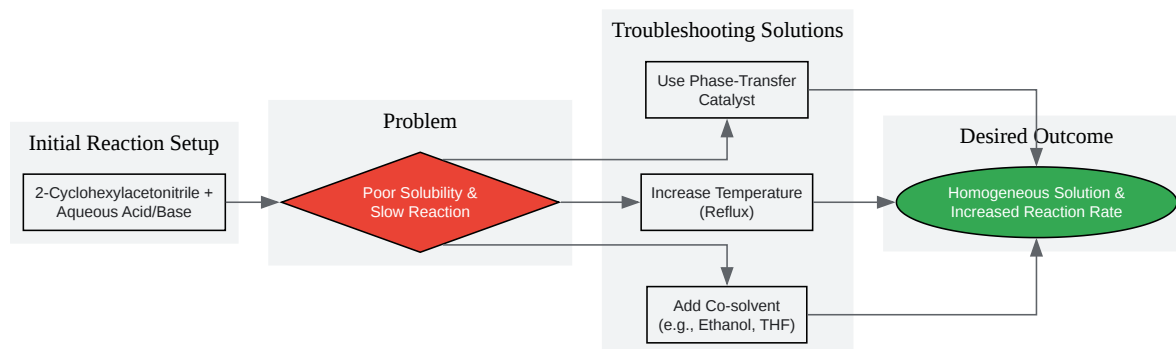 Initial Reaction Setup
2-Cyclohexylacetonitrile +
Aqueous Acid/Base
Problem
Poor Solubility &
Slow Reaction
Troubleshooting Solutions
Use Phase-Transfer
Catalyst
Increase Temperature
(Reflux)
Add Co-solvent
(e.g., Ethanol, THF)
Desired Outcome
Homogeneous Solution &
Increased Reaction Rate